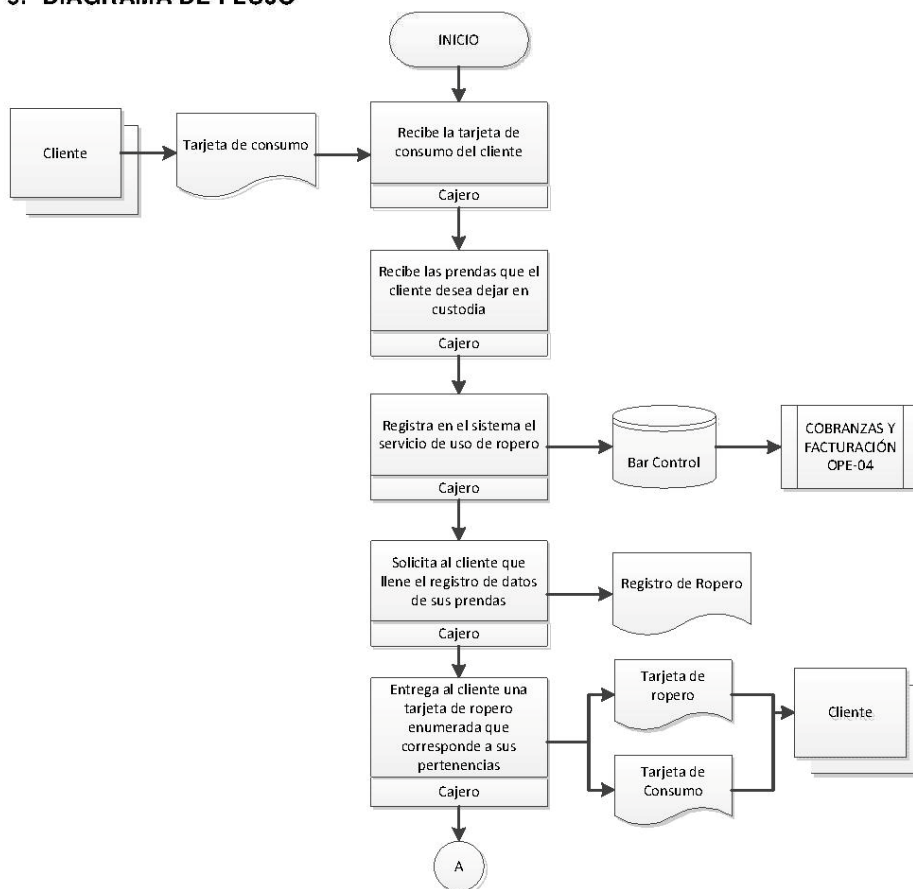 DIAGRAMA DE FLUJO
INICIO
Cliente
Tarjeta de consumo
Recibe la tarjeta de
consumo del cliente
Cajero
Recibe las prendas que el
cliente desea dejar en
custodia
Cajero
Registra en el sistema el
servicio de uso de ropero
Cajero
Bar Control
COBRANZAS Y
FACTURACIÓN
OPE-04
Solicita al cliente que
llene el registro de datos
de sus prendas
Cajero
Registro de Ropero
Entrega al cliente una
tarjeta de ropero
enumerada que
corresponde a sus
pertenencias
Cajero
Tarjeta de
ropero
Tarjeta de
Consumo
Cliente
A